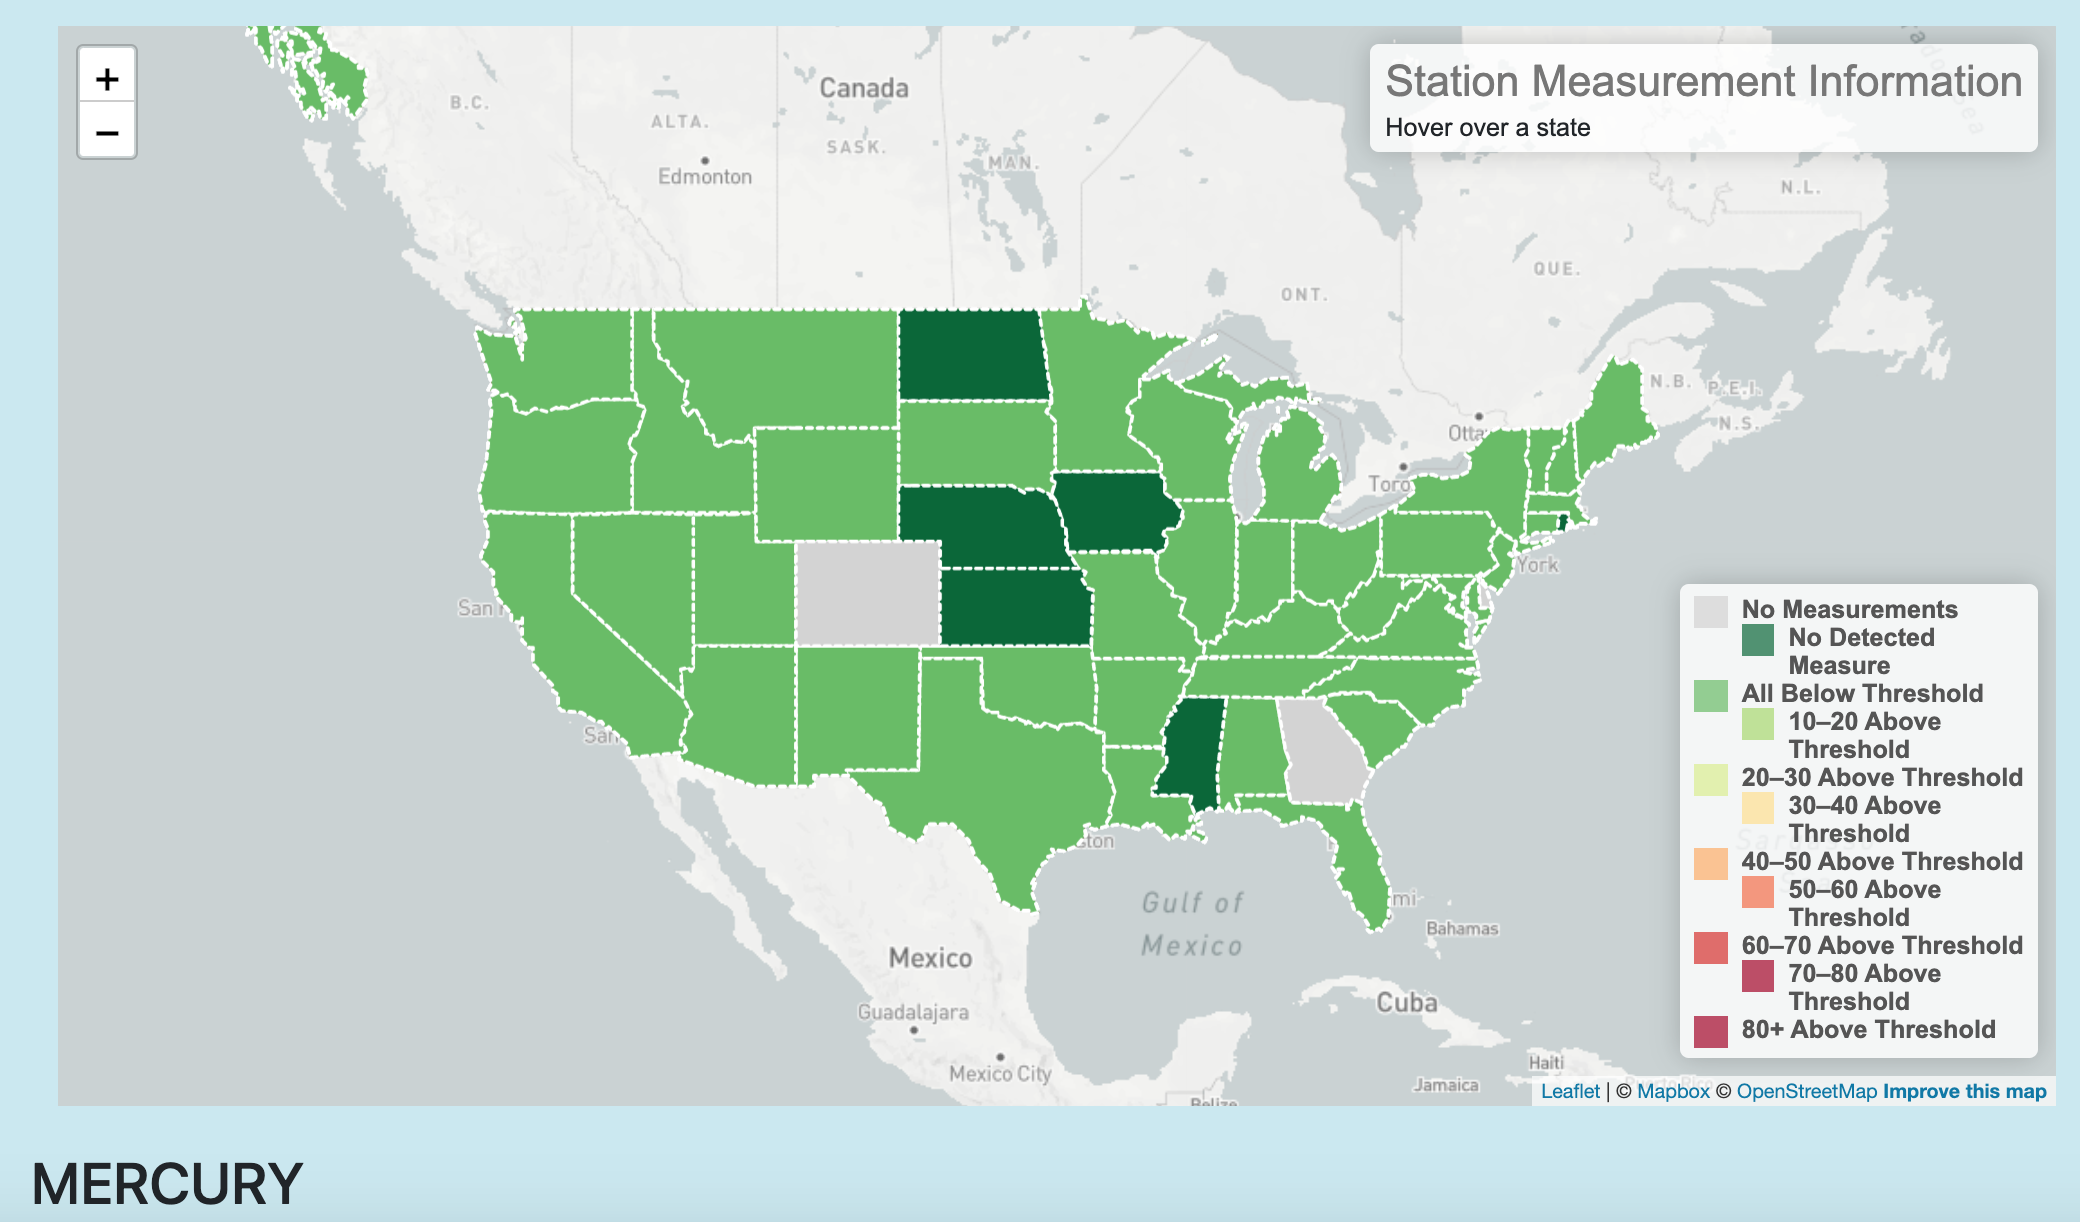 +
−
Station Measurement Information
Hover over a state
Canada
B.C.
ALTA.
SASK.
MAN.
Edmonton
N.L.
QUE.
ONT.
N.B.
P.E.I.
N.S.
Otta
Toro
York
San
San
ston
mi
Gulf of
Mexico
Bahamas
Mexico
Guadalajara
Mexico City
Cuba
Haiti
Jamaica
Puerto Rico
Belize
No Measurements
No Detected
Measure
All Below Threshold
10–20 Above
Threshold
20–30 Above Threshold
30–40 Above
Threshold
40–50 Above Threshold
50–60 Above
Threshold
60–70 Above Threshold
70–80 Above
Threshold
80+ Above Threshold
Leaflet | © Mapbox © OpenStreetMap Improve this map
MERCURY